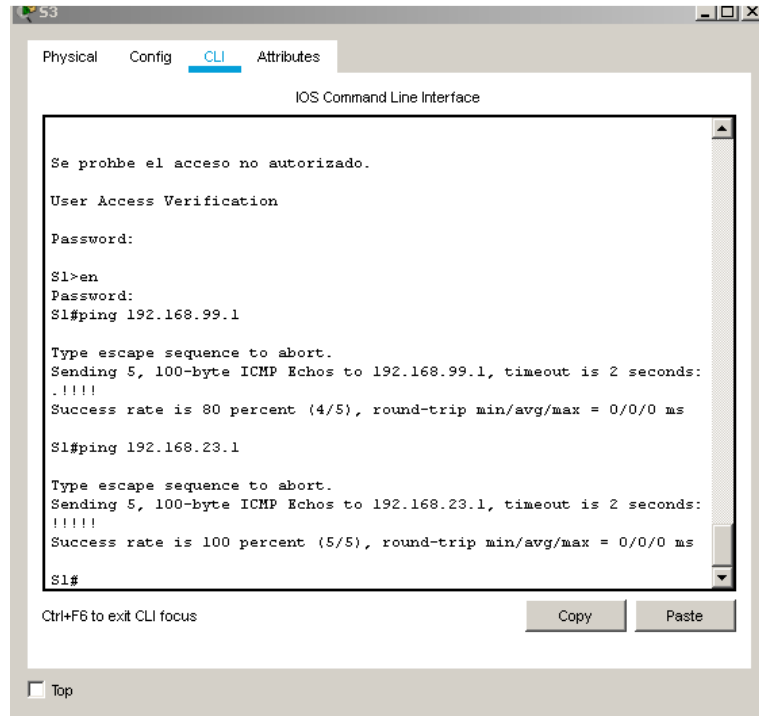 S3
Physical Config CLI Attributes
IOS Command Line Interface
Se prohbe el acceso no autorizado.
User Access Verification
Password:
S1>en
Password:
S1#ping 192.168.99.1
Type escape sequence to abort.
Sending 5, 100-byte ICMP Echos to 192.168.99.1, timeout is 2 seconds:
.!!!!
Success rate is 80 percent (4/5), round-trip min/avg/max = 0/0/0 ms
S1#ping 192.168.23.1
Type escape sequence to abort.
Sending 5, 100-byte ICMP Echos to 192.168.23.1, timeout is 2 seconds:
!!!!!
Success rate is 100 percent (5/5), round-trip min/avg/max = 0/0/0 ms
S1#
Ctrl+F6 to exit CLI focus
Copy Paste
Top